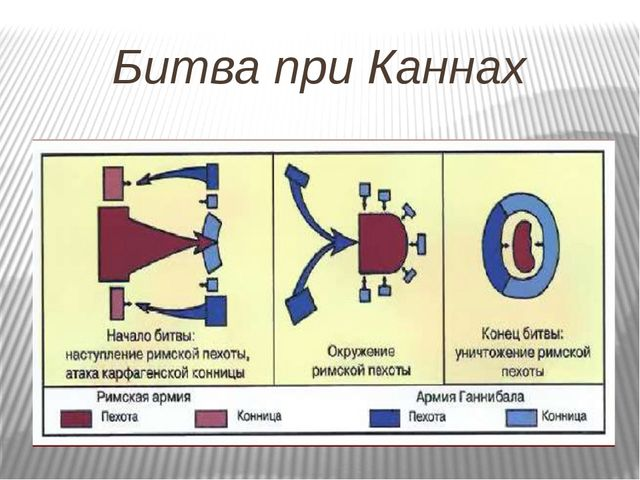 Битва при Каннах
Начало битвы:
наступление римской пехоты,
атака карфагенской конницы
Окружение
римской пехоты
Конец битвы:
уничтожение римской
пехоты
Римская армия
Армия Ганнибала
Пехота
Конница
Пехота
Конница